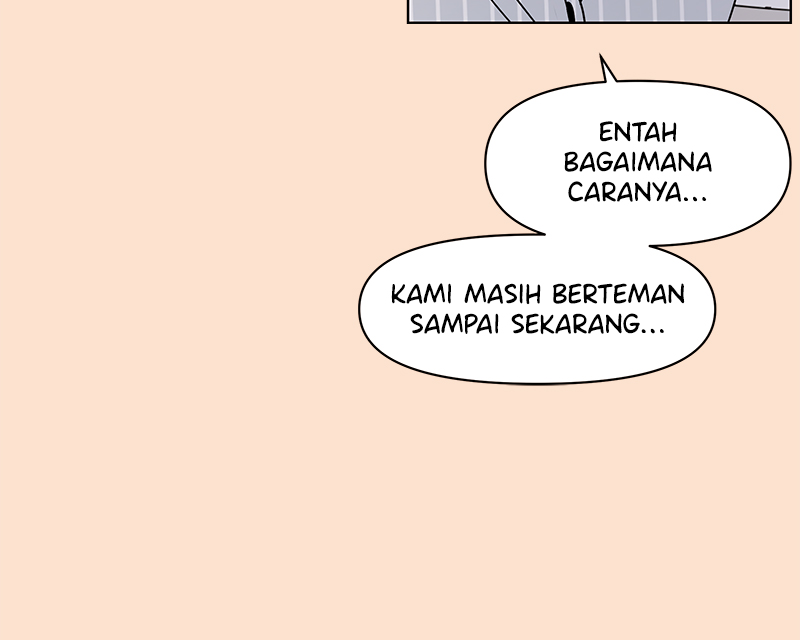 ENTAH
BAGAIMANA
CARANYA...
KAMI MASIH BERTEMAN
SAMPAI SEKARANG...